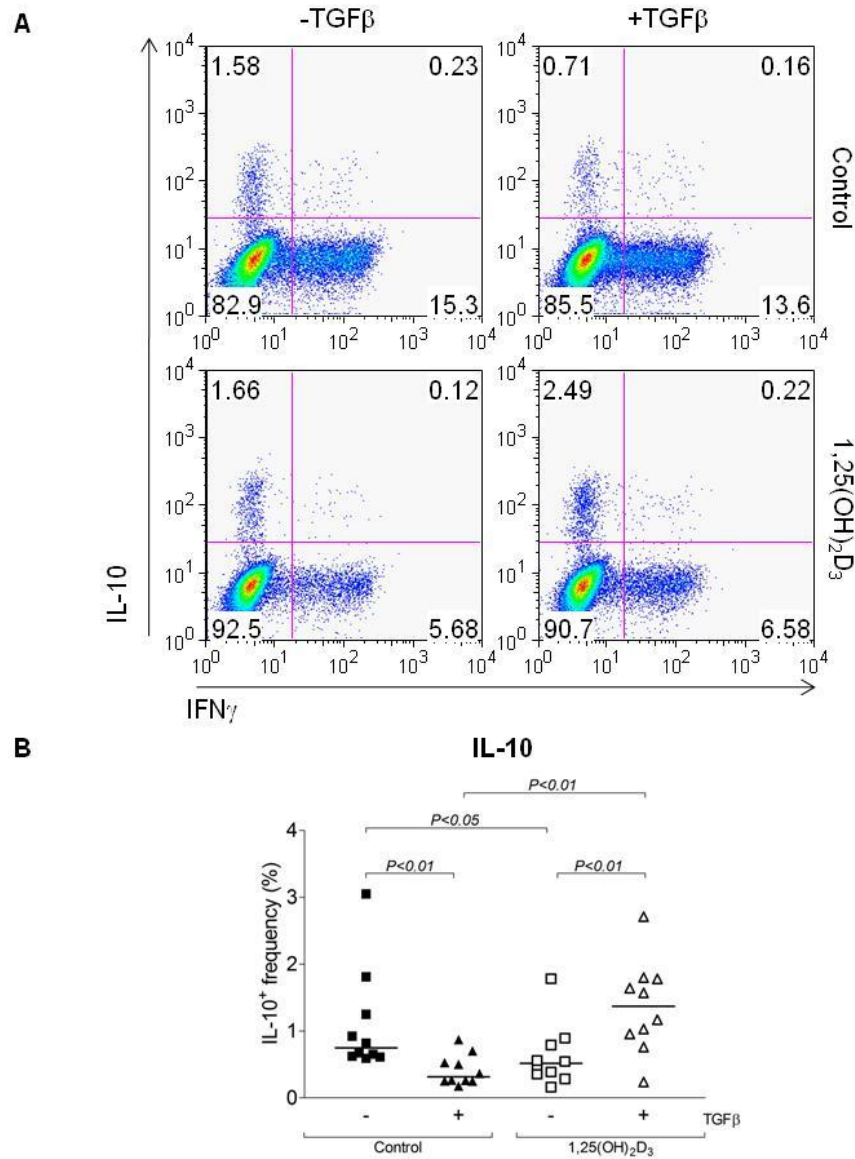 A
-TGFβ
+TGFβ
10⁴ 1.58 0.23 10⁴ 0.71 0.16
10³ 10³
10² 10²
Control
10¹ 10¹
82.9 15.3 85.5 13.6
10⁰ 10⁰
10⁰ 10¹ 10² 10³ 10⁴ 10⁰ 10¹ 10² 10³ 10⁴
10⁴ 1.66 0.12 10⁴ 2.49 0.22
10³ 10³
10² 10²
1,25(OH)₂D₃
10¹ 10¹
92.5 5.68 90.7 6.58
10⁰ 10⁰
10⁰ 10¹ 10² 10³ 10⁴ 10⁰ 10¹ 10² 10³ 10⁴
IL-10
IFNγ
B
IL-10
P<0.01
P<0.05
P<0.01 P<0.01
IL-10⁺ frequency (%)
4
3
2
1
0
- + - + TGFβ
Control 1,25(OH)₂D₃